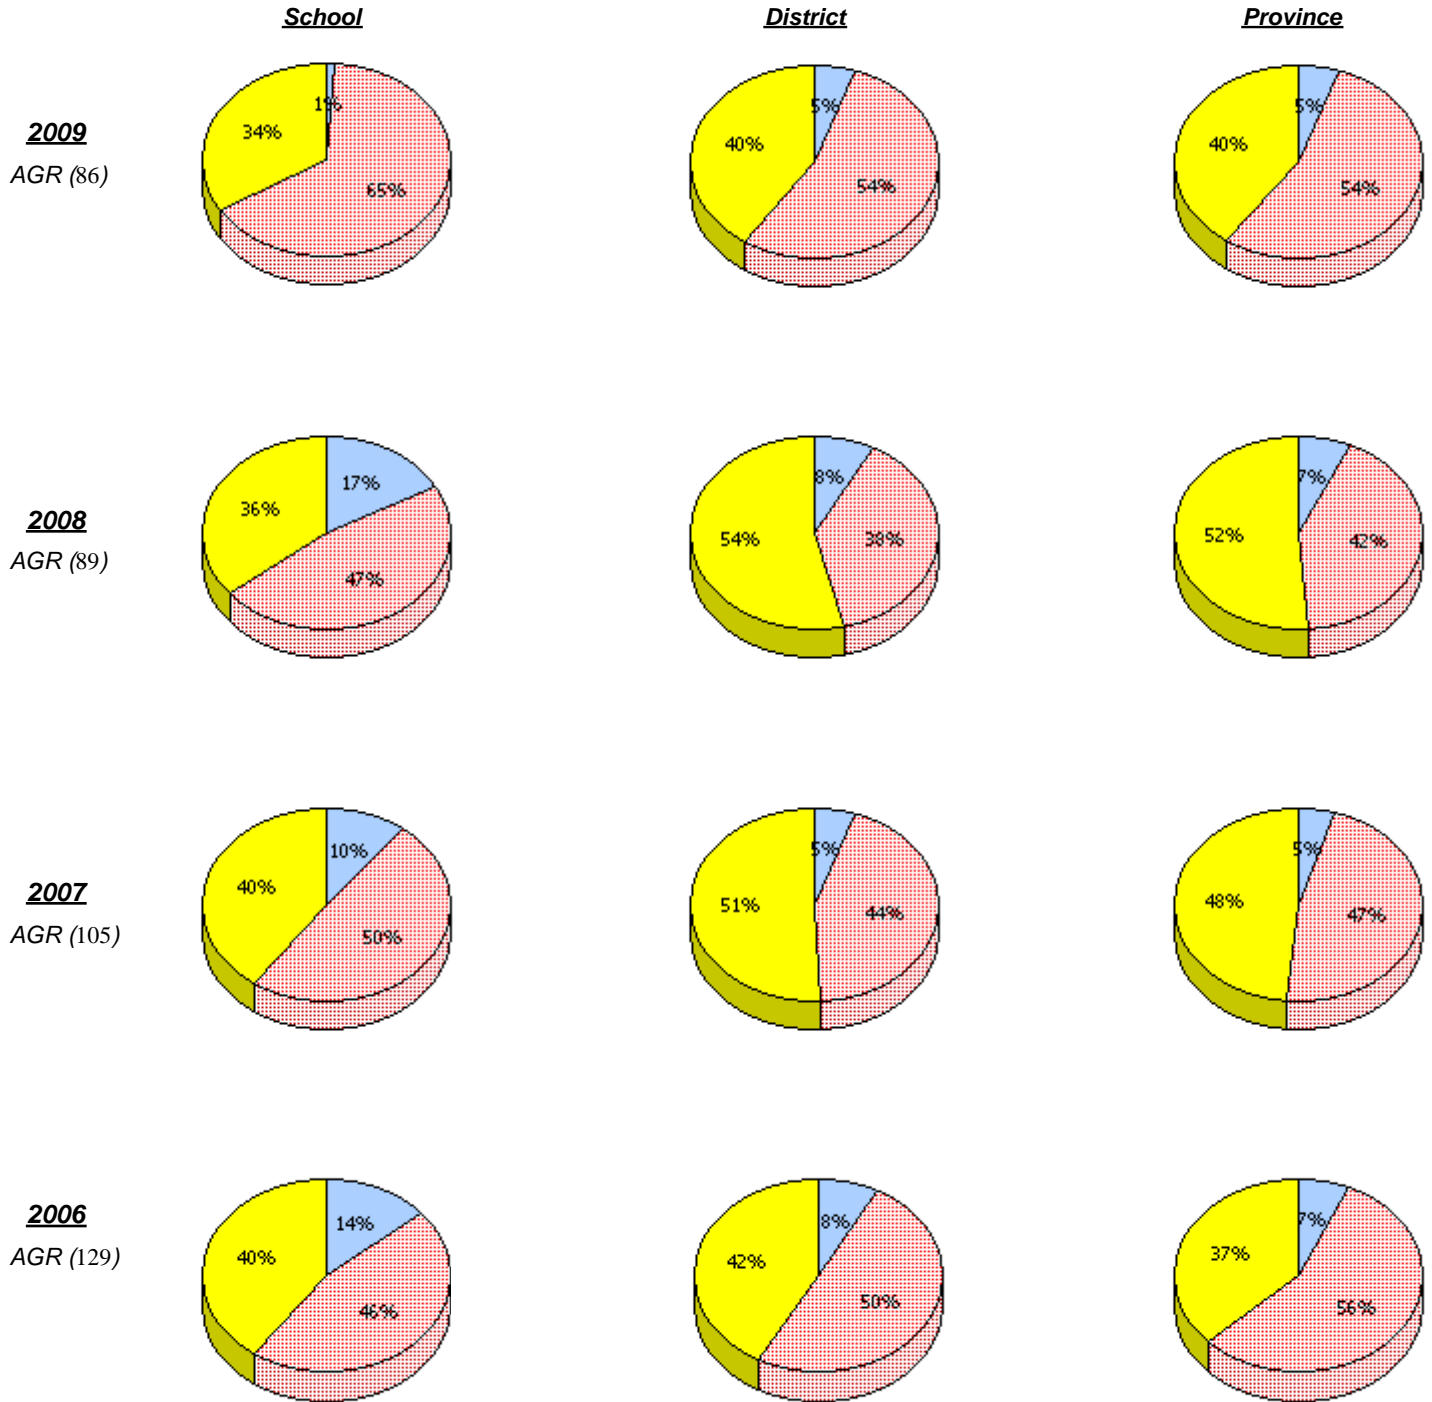 School District Province
2009
AGR (86)
34% 1% 65%
40% 5% 54%
40% 5% 54%
2008
AGR (89)
36% 17% 47%
54% 8% 38%
52% 7% 42%
2007
AGR (105)
40% 10% 50%
51% 5% 44%
48% 5% 47%
2006
AGR (129)
40% 14% 46%
42% 8% 50%
37% 7% 56%